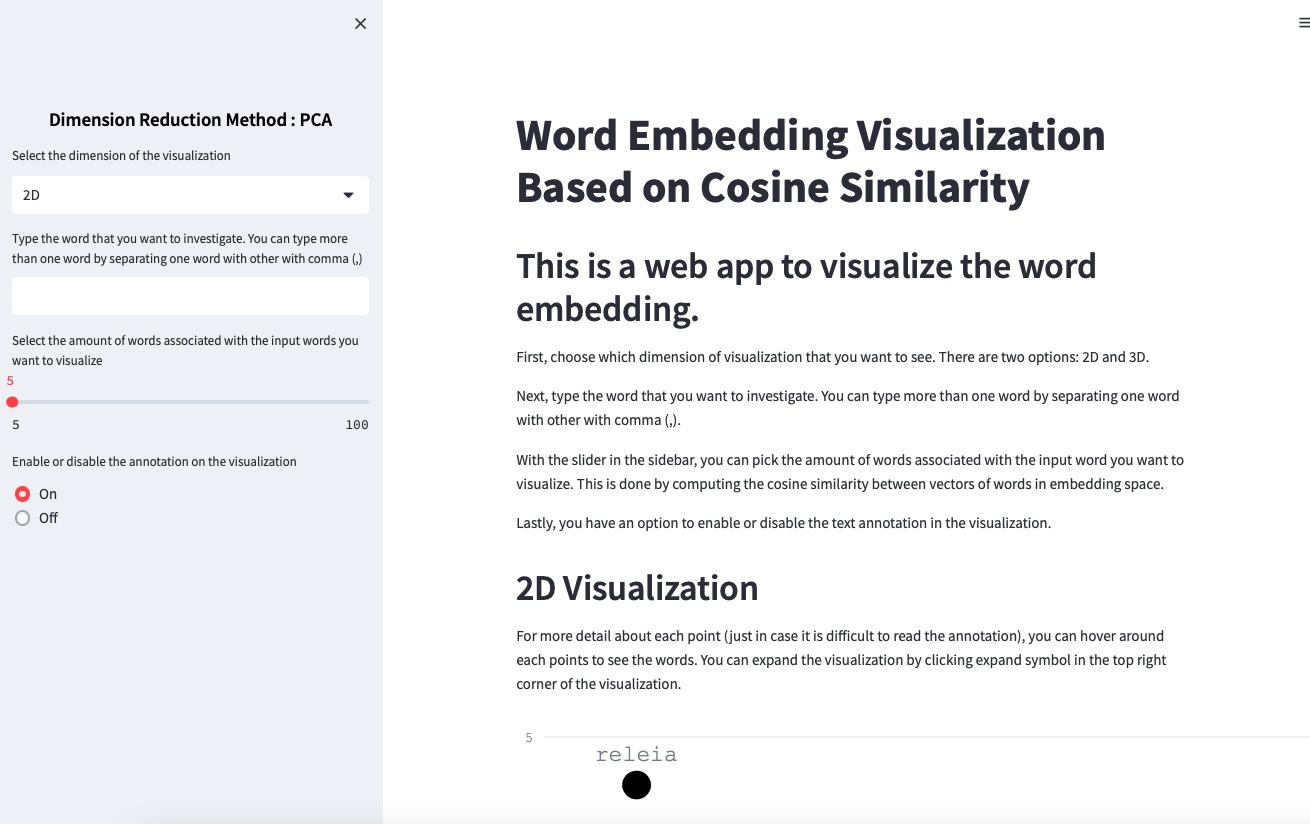 Dimension Reduction Method : PCA
Select the dimension of the visualization
2D
Type the word that you want to investigate. You can type more
than one word by separating one word with other with comma (,)
Select the amount of words associated with the input words you
want to visualize
5
5 100
Enable or disable the annotation on the visualization
On
Off
Word Embedding Visualization
Based on Cosine Similarity
This is a web app to visualize the word
embedding.
First, choose which dimension of visualization that you want to see. There are two options: 2D and 3D.
Next, type the word that you want to investigate. You can type more than one word by separating one word
with other with comma (,).
With the slider in the sidebar, you can pick the amount of words associated with the input word you want to
visualize. This is done by computing the cosine similarity between vectors of words in embedding space.
Lastly, you have an option to enable or disable the text annotation in the visualization.
2D Visualization
For more detail about each point (just in case it is difficult to read the annotation), you can hover around
each points to see the words. You can expand the visualization by clicking expand symbol in the top right
corner of the visualization.
5
releia